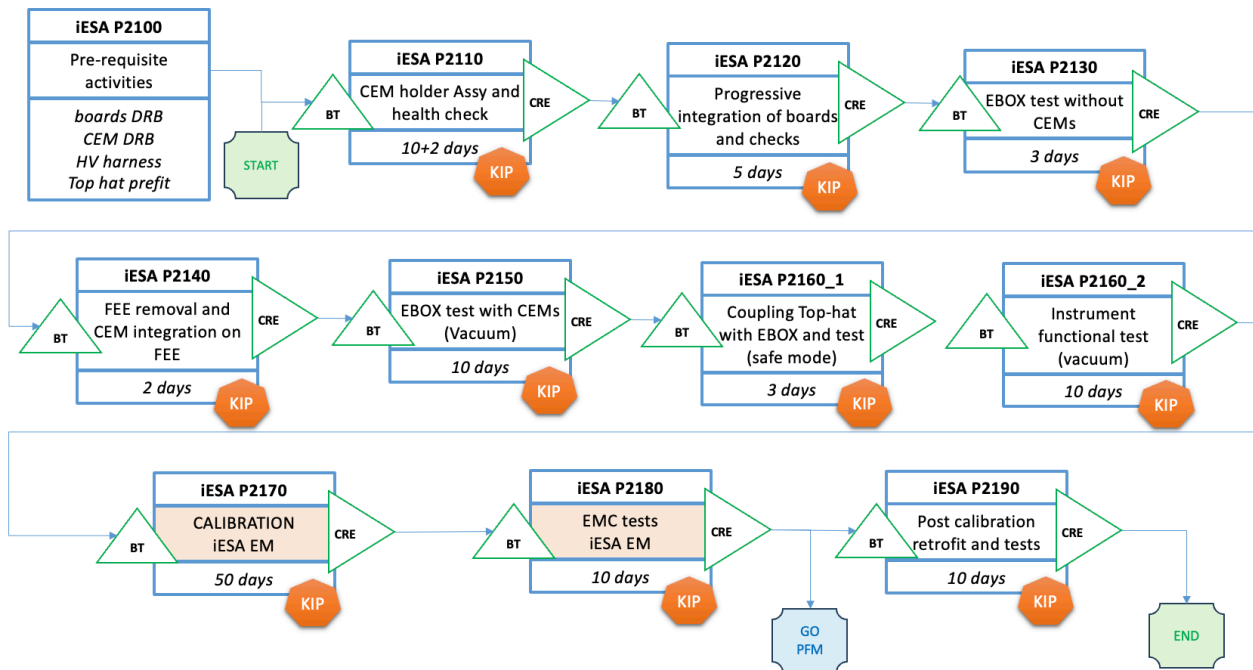 iESA P2100
Pre-requisite
activities
boards DRB
CEM DRB
HV harness
Top hat prefit
START
iESA P2110
BT
CEM holder Assy and
health check
CRE
10+2 days
KIP
iESA P2120
BT
Progressive
integration of boards
and checks
CRE
5 days
KIP
iESA P2130
BT
EBOX test without
CEMs
CRE
3 days
KIP
iESA P2140
BT
FEE removal and
CEM integration on
FEE
CRE
2 days
KIP
iESA P2150
BT
EBOX test with CEMs
(Vacuum)
CRE
10 days
KIP
iESA P2160_1
BT
Coupling Top-hat
with EBOX and test
(safe mode)
CRE
3 days
KIP
iESA P2160_2
BT
Instrument
functional test
(vacuum)
CRE
10 days
KIP
iESA P2170
BT
CALIBRATION
iESA EM
CRE
50 days
KIP
iESA P2180
BT
EMC tests
iESA EM
CRE
10 days
KIP
GO
PFM
iESA P2190
BT
Post calibration
retrofit and tests
CRE
10 days
KIP
END